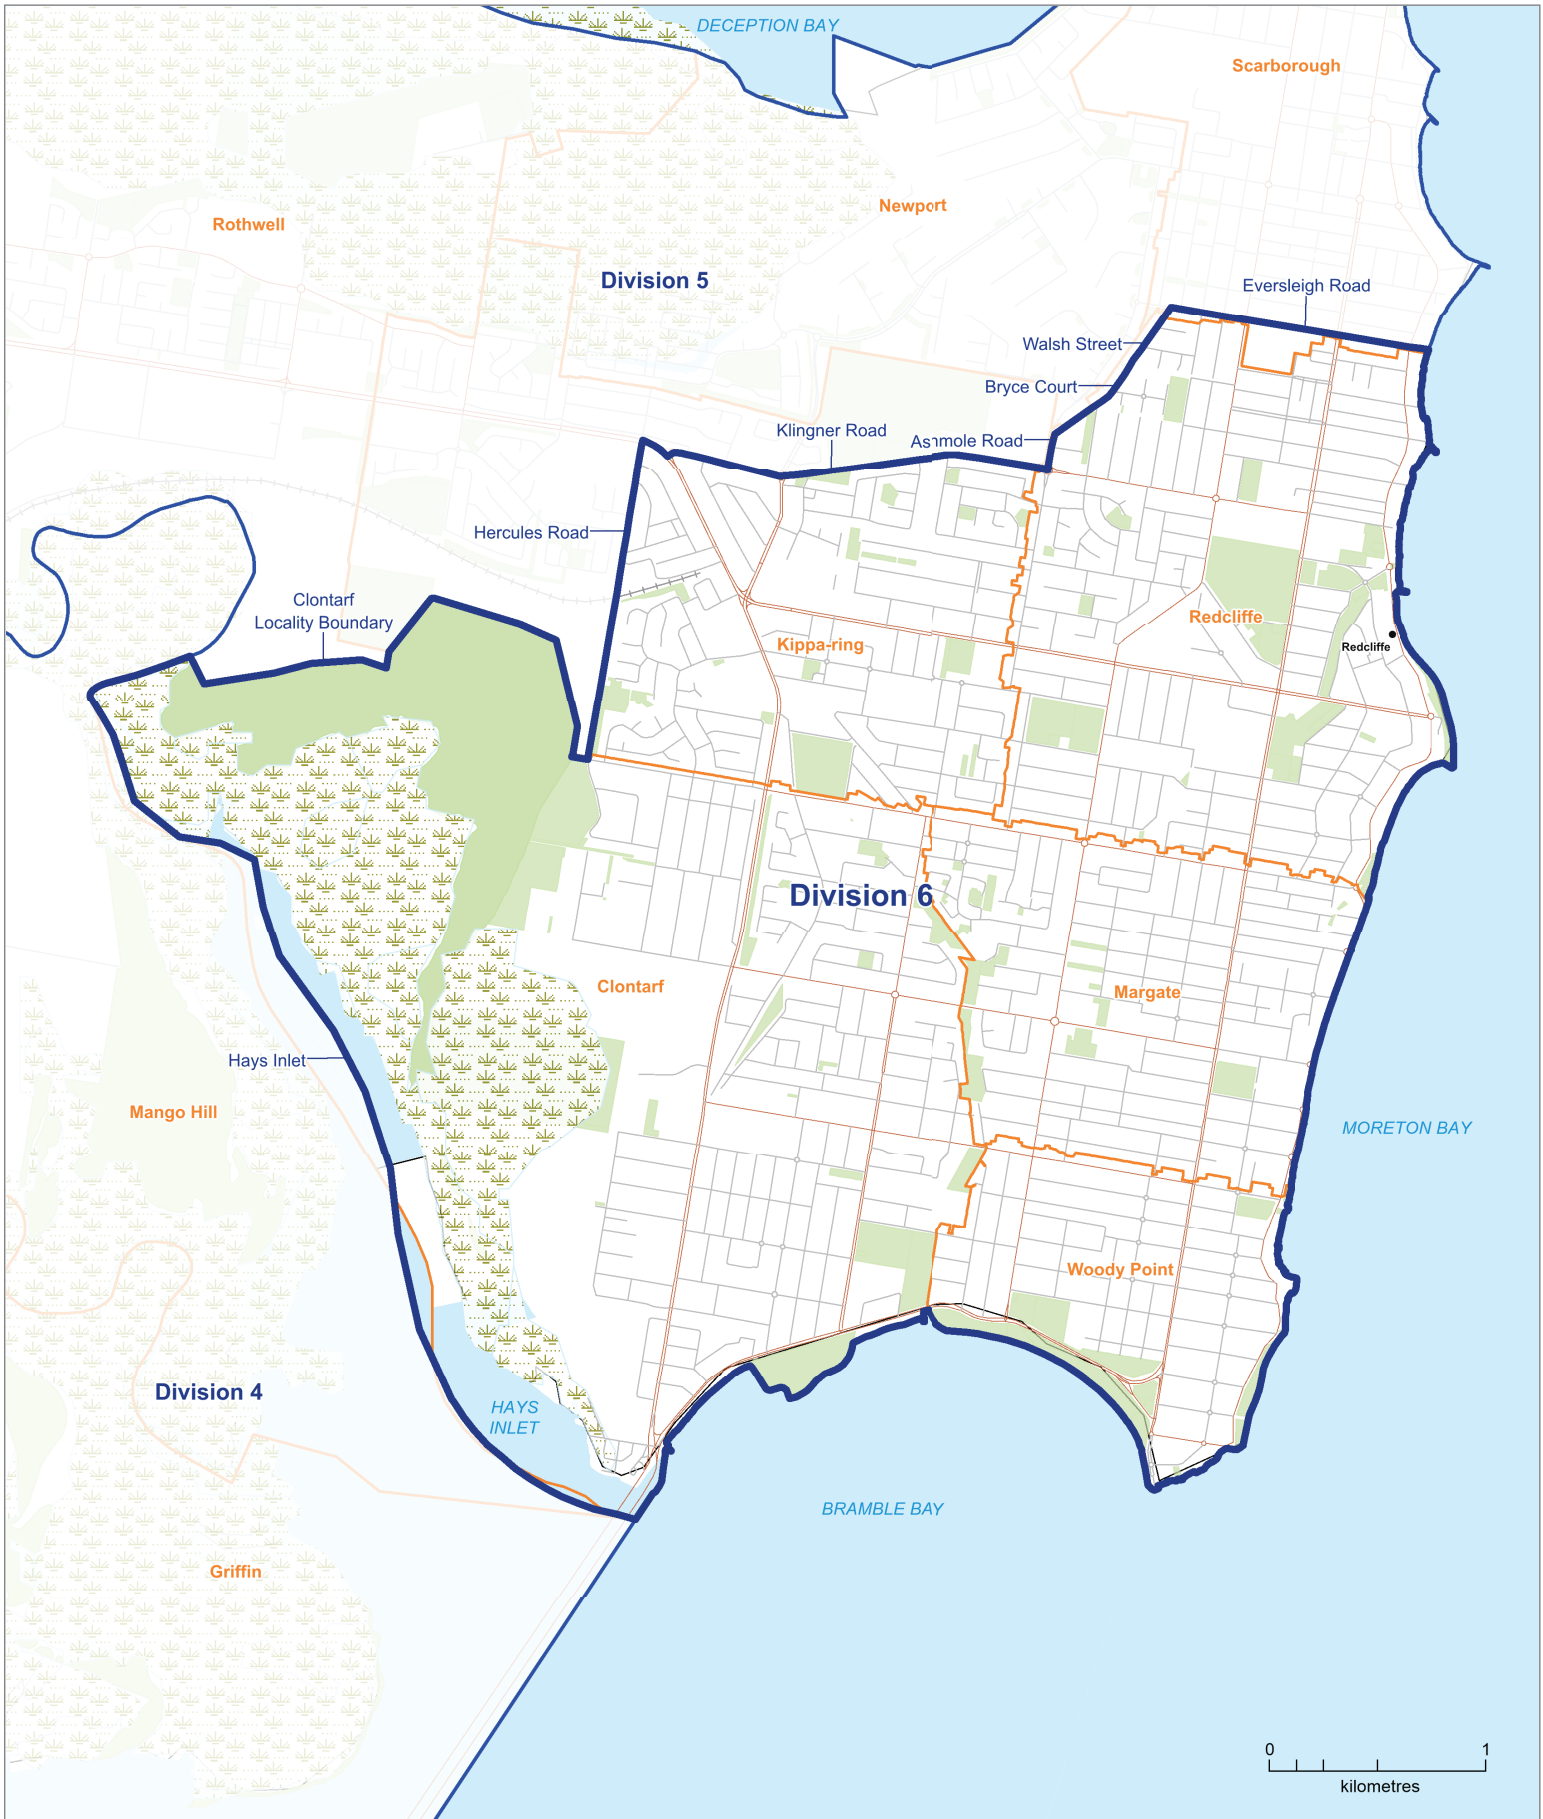 DECEPTION BAY
Scarborough
Newport
Rothwell
Division 5
Eversleigh Road
Walsh Street
Bryce Court
Klingner Road
Ashmole Road
Hercules Road
Clontarf
Locality Boundary
Redcliffe
Kippa-ring
Redcliffe
Division 6
Clontarf
Margate
Hays Inlet
Mango Hill
MORETON BAY
Woody Point
Division 4
HAYS
INLET
BRAMBLE BAY
Griffin
0 1
kilometres